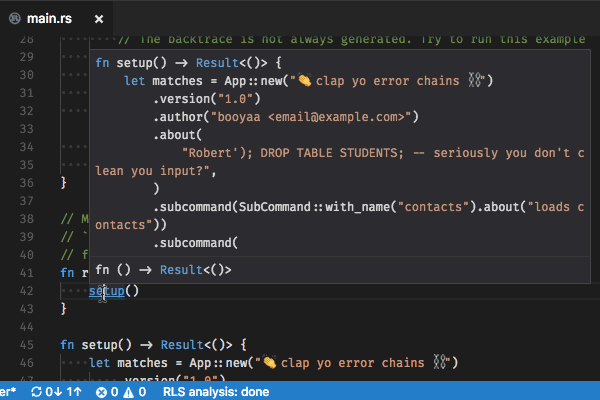 main.rs ×
28 // The backtrace is not always generated. Try to run this example
29
30
31
32
33
34
35
36 }
37
38 // M
39 // `
40 // f
41 fn r
42 setup()
43 }
44
45 fn setup() -> Result<()> {
46 let matches = App::new("👏 clap yo error chains ⛓")
47 .version("1.0")
fn setup() -> Result<()> {
let matches = App::new("👏 clap yo error chains ⛓")
.version("1.0")
.author("booyaa <email@example.com>")
.about(
"Robert'); DROP TABLE STUDENTS; -- seriously you don't c
lean you input?",
)
.subcommand(SubCommand::with_name("contacts").about("loads c
ontacts"))
.subcommand(
fn () -> Result<()>
er* 0↓ 1↑ 0 0 RLS analysis: done